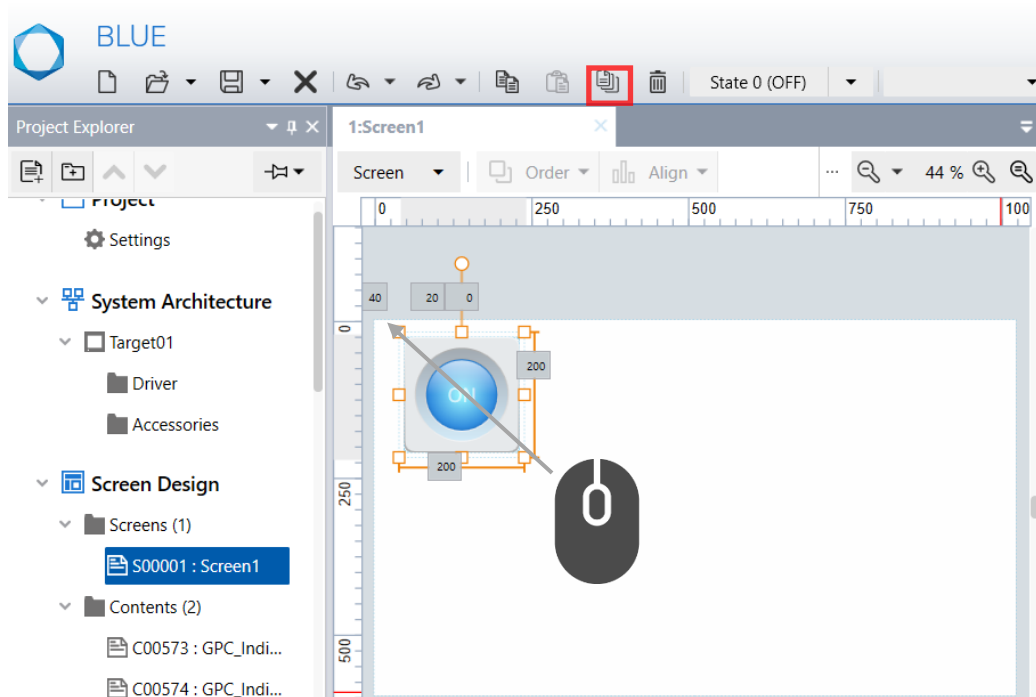 BLUE
State 0 (OFF)
Project Explorer
1:Screen1
Screen
Order
Align
...
44 %
Project
Settings
System Architecture
Target01
Driver
Accessories
Screen Design
Screens (1)
S00001 : Screen1
Contents (2)
C00573 : GPC_Indi...
C00574 : GPC_Indi...
0
250
500
750
100
0
250
500
40
20
0
200
ON
200